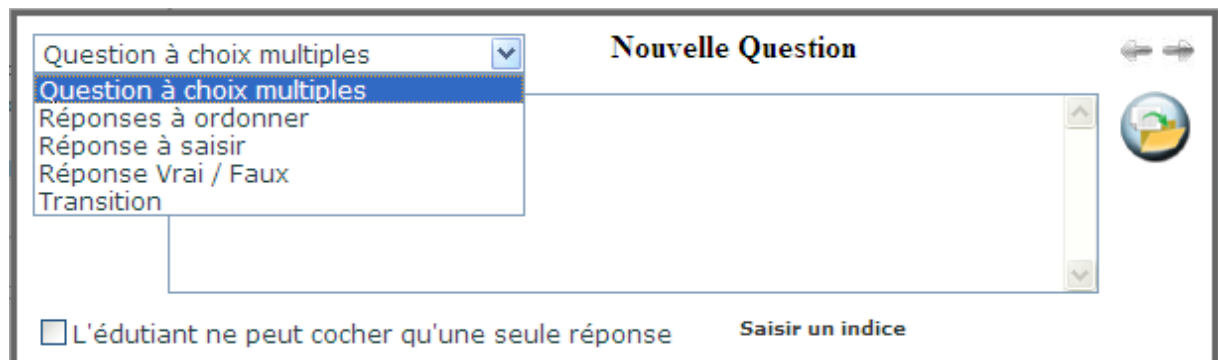 Question à choix multiples
Nouvelle Question
Question à choix multiples
Réponses à ordonner
Réponse à saisir
Réponse Vrai / Faux
Transition
L'édutiant ne peut cocher qu'une seule réponse
Saisir un indice